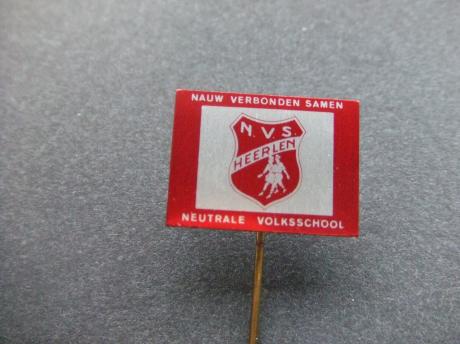 NAUW VERBONDEN SAMEN
N.V.S.
HEERLEN
NEUTRALE VOLKSSCHOOL